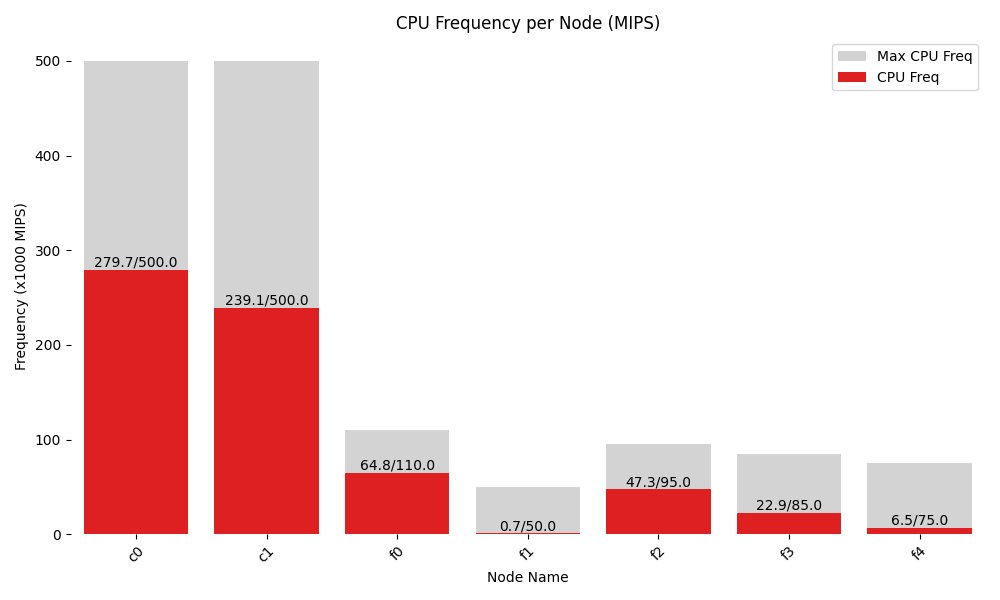 CPU Frequency per Node (MIPS)
Max CPU Freq
CPU Freq
Frequency (x1000 MIPS)
500
400
300
200
100
0
279.7/500.0
239.1/500.0
64.8/110.0
0.7/50.0
47.3/95.0
22.9/85.0
6.5/75.0
c0
c1
f0
f1
f2
f3
f4
Node Name